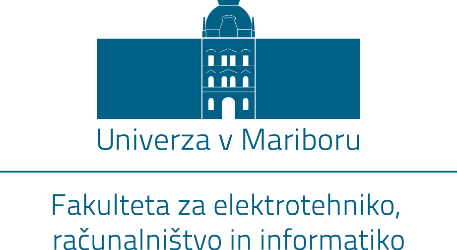 Univerza v Mariboru
Fakulteta za elektrotehniko,
računalništvo in informatiko